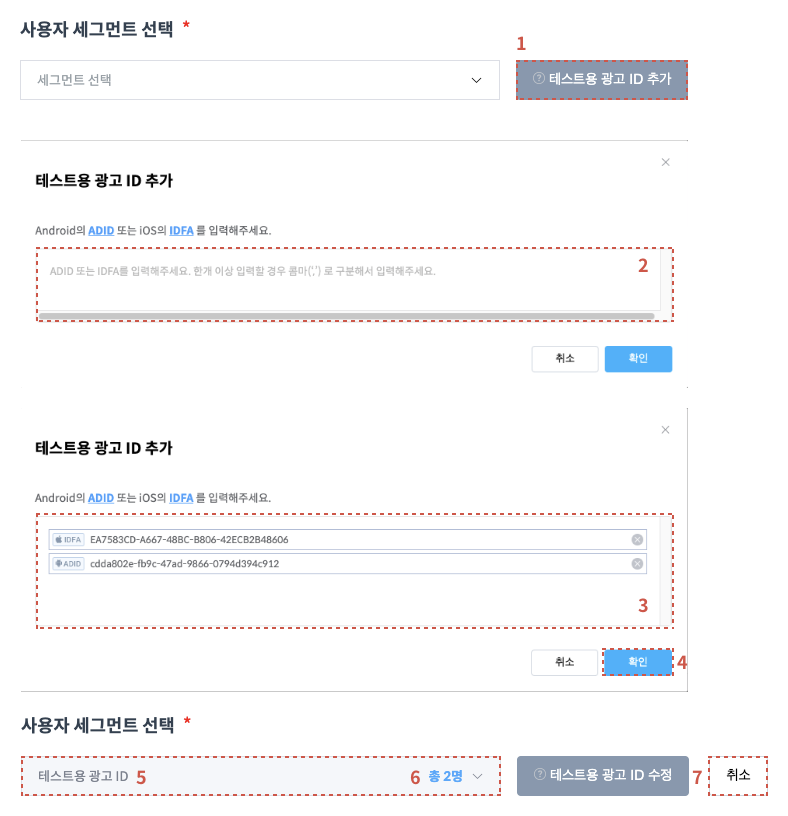 사용자 세그먼트 선택 *
1
세그먼트 선택
? 테스트용 광고 ID 추가
테스트용 광고 ID 추가
Android의 ADID 또는 iOS의 IDFA 를 입력해주세요.
ADID 또는 IDFA를 입력해주세요. 한개 이상 입력할 경우 콤마(',') 로 구분해서 입력해주세요.
2
취소
확인
테스트용 광고 ID 추가
Android의 ADID 또는 iOS의 IDFA 를 입력해주세요.
IDFA EA7583CD-A667-48BC-B806-42ECB2B48606
ADID cdda802e-fb9c-47ad-9866-0794d394c912
3
취소
확인
4
사용자 세그먼트 선택 *
테스트용 광고 ID 5
6 총 2명
? 테스트용 광고 ID 수정
7
취소